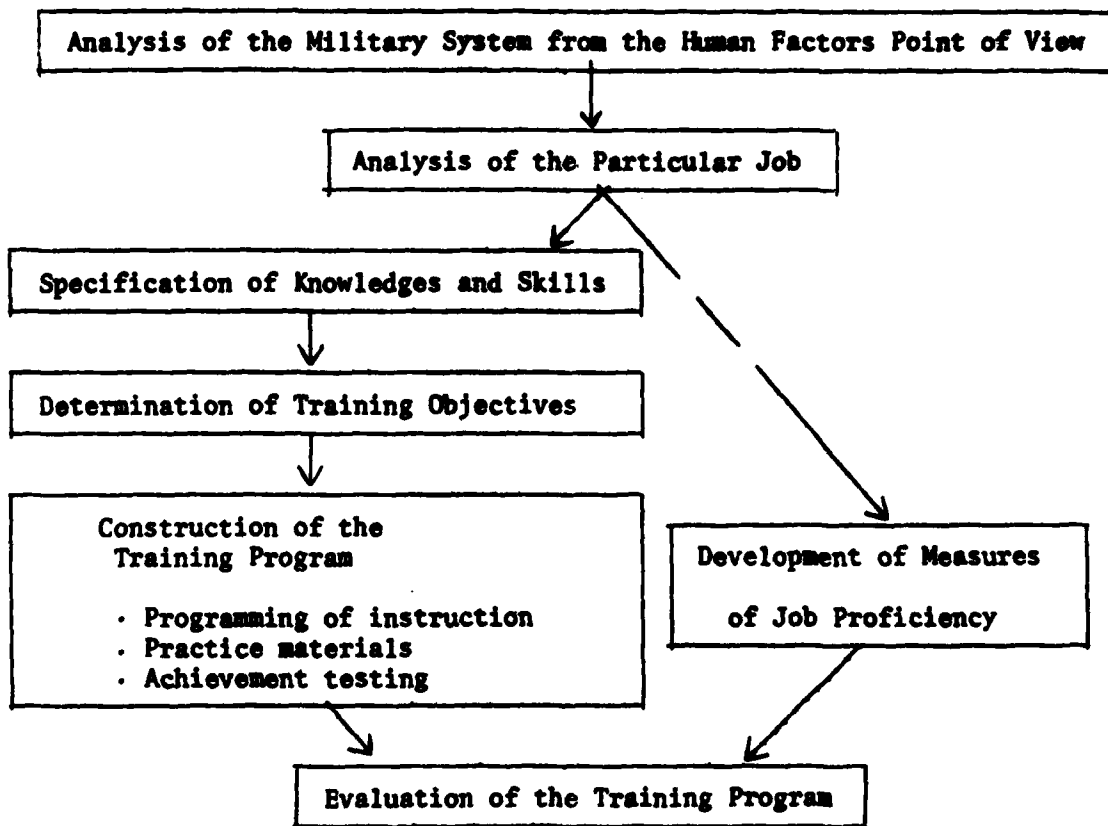 Analysis of the Military System from the Human Factors Point of View
Analysis of the Particular Job
Specification of Knowledges and Skills
Determination of Training Objectives
Construction of the
Training Program
· Programming of instruction
· Practice materials
· Achievement testing
Development of Measures
of Job Proficiency
Evaluation of the Training Program